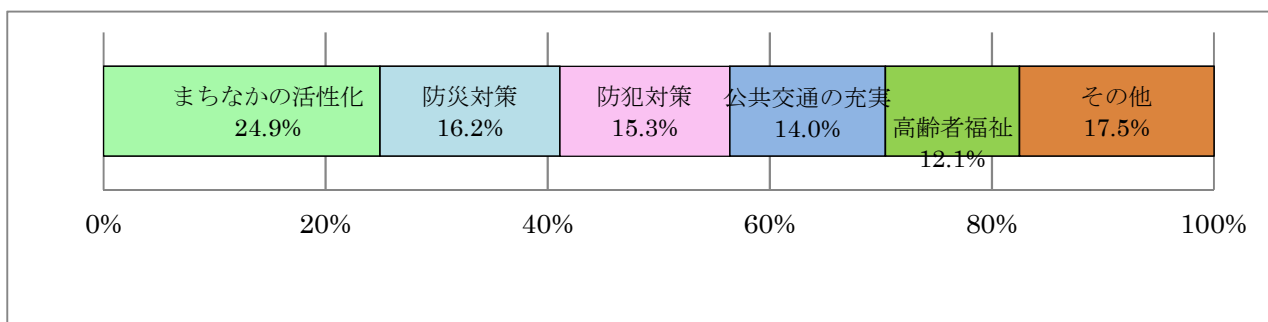 まちなかの活性化
24.9%
防災対策
16.2%
防犯対策
15.3%
公共交通の充実
14.0%
高齢者福祉
12.1%
その他
17.5%
0%
20%
40%
60%
80%
100%